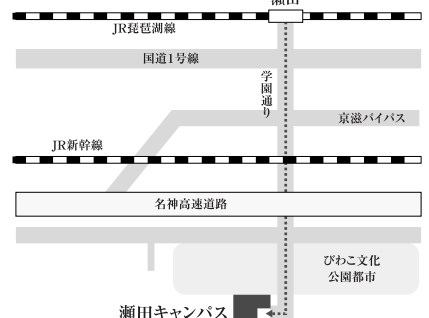 瀬田
JR琵琶湖線
国道1号線
学園通り
京滋バイパス
JR新幹線
名神高速道路
びわこ文化
公園都市
瀬田キャンパス